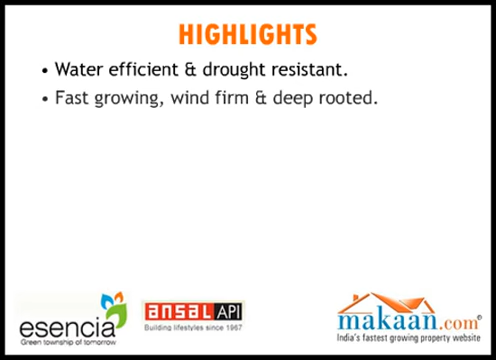 HIGHLIGHTS
• Water efficient & drought resistant.
• Fast growing, wind firm & deep rooted.
esencia
Green township of tomorrow
ansal API
Building lifestyles since 1967
makaan.com
India's fastest growing property website